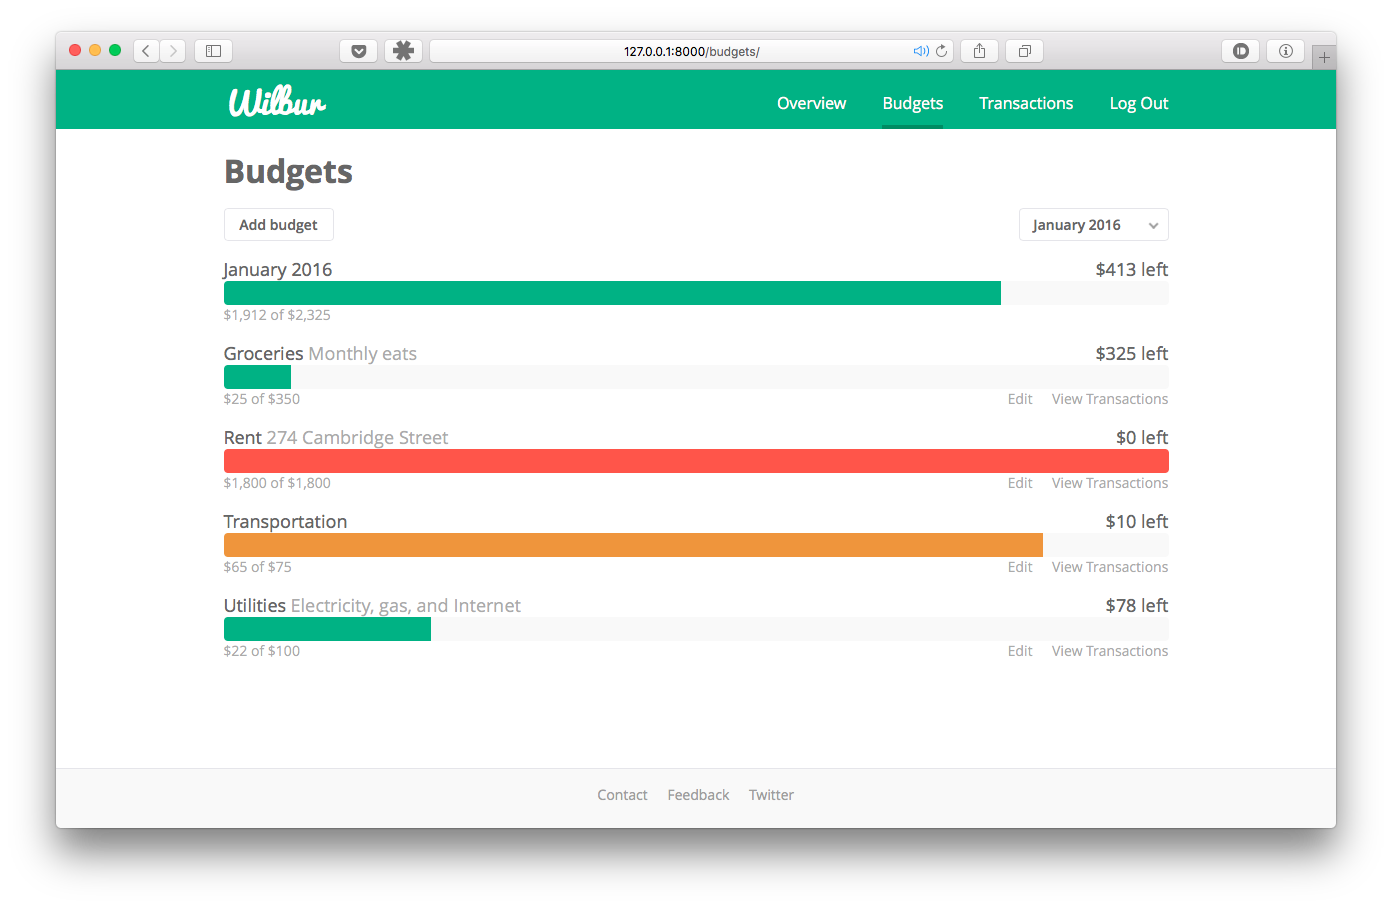 127.0.0.1:8000/budgets/
Wilbur
Overview Budgets Transactions Log Out
Budgets
Add budget January 2016
January 2016 $413 left
$1,912 of $2,325
Groceries Monthly eats $325 left
$25 of $350 Edit View Transactions
Rent 274 Cambridge Street $0 left
$1,800 of $1,800 Edit View Transactions
Transportation $10 left
$65 of $75 Edit View Transactions
Utilities Electricity, gas, and Internet $78 left
$22 of $100 Edit View Transactions
Contact Feedback Twitter